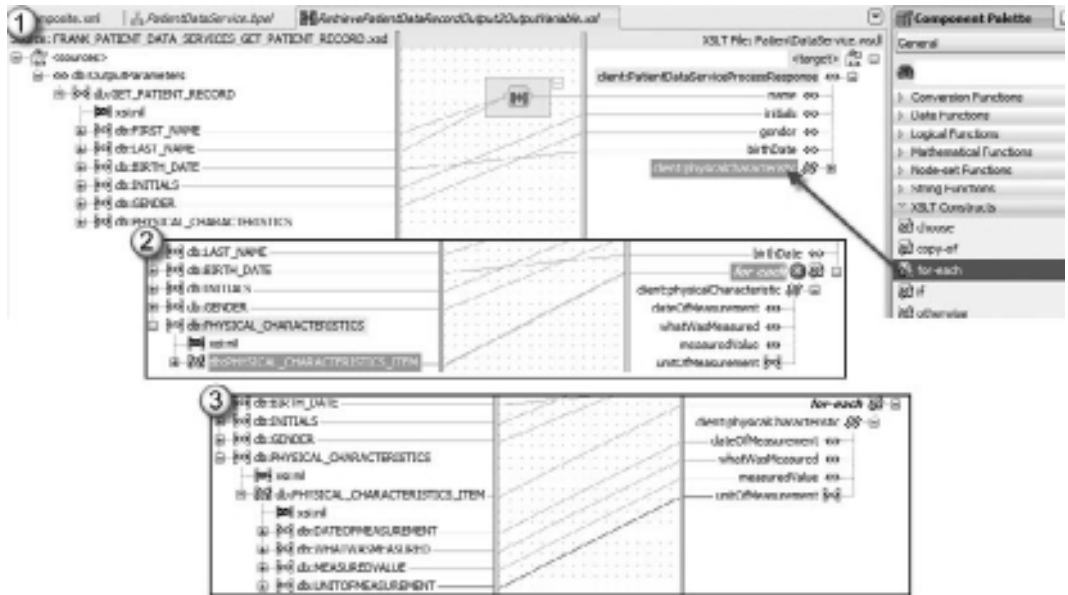 1
mposite.xml
PatientDataService.bpel
RetrievePatientDataRecordOutput2OutputVariable.xsl
FRANK_PATIENT_DATA_SERVICES_GET_PATIENT_RECORD.xsd
<sources>
db:OutputParameters
db:GET_PATIENT_RECORD
xsi:nil
db:FIRST_NAME
db:LAST_NAME
db:BIRTH_DATE
db:INITIALS
db:GENDER
db:PHYSICAL_CHARACTERISTICS
XSLT File: PatientDataService.wsdl
<target>
client:PatientDataServiceProcessResponse
name
initials
gender
birthDate
client:physicalCharacteristic
Component Palette
General
Conversion Functions
Date Functions
Logical Functions
Mathematical Functions
Node-set Functions
String Functions
XSLT Constructs
choose
copy-of
for-each
if
otherwise
2
db:LAST_NAME
db:BIRTH_DATE
db:INITIALS
db:GENDER
db:PHYSICAL_CHARACTERISTICS
xsi:nil
db:PHYSICAL_CHARACTERISTICS_ITEM
birthDate
for-each
client:physicalCharacteristic
dateOfMeasurement
whatWasMeasured
measuredValue
unitOfMeasurement
3
db:BIRTH_DATE
db:INITIALS
db:GENDER
db:PHYSICAL_CHARACTERISTICS
xsi:nil
db:PHYSICAL_CHARACTERISTICS_ITEM
xsi:nil
db:DATEOFMEASUREMENT
db:WHATWASMEASURED
db:MEASUREDVALUE
db:UNITOFMEASUREMENT
for-each
client:physicalCharacteristic
dateOfMeasurement
whatWasMeasured
measuredValue
unitOfMeasurement